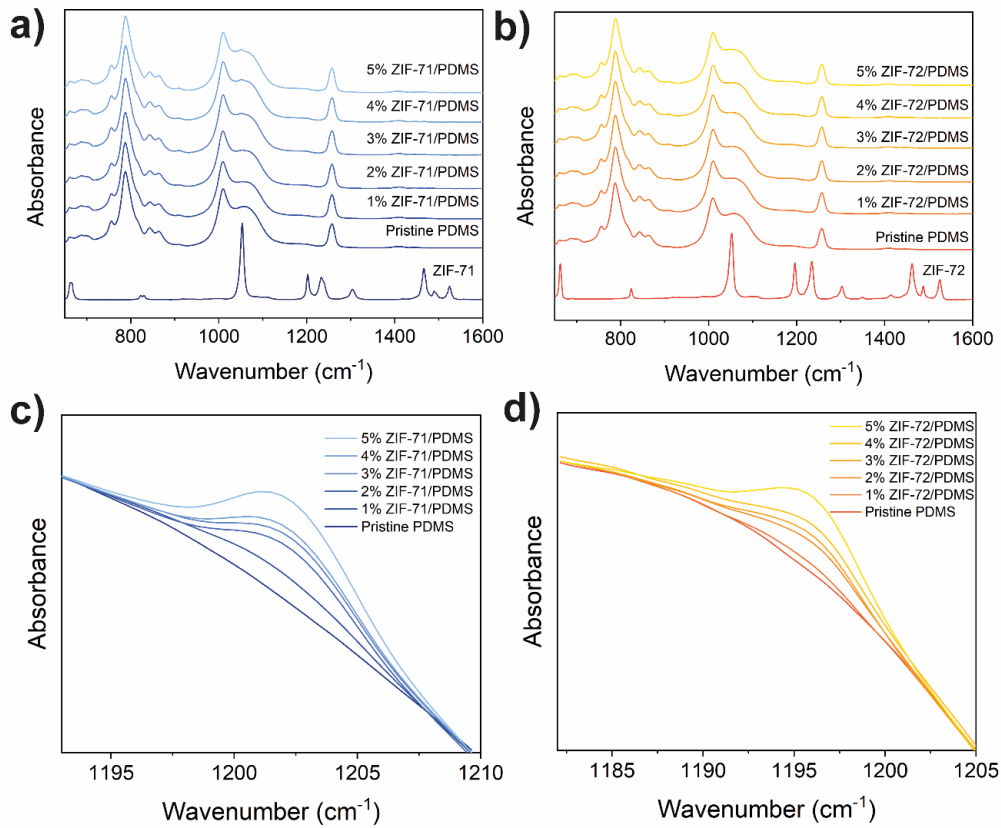 a)
5% ZIF-71/PDMS
4% ZIF-71/PDMS
3% ZIF-71/PDMS
2% ZIF-71/PDMS
1% ZIF-71/PDMS
Pristine PDMS
ZIF-71
Absorbance
800 1000 1200 1400 1600
Wavenumber (cm-1)
b)
5% ZIF-72/PDMS
4% ZIF-72/PDMS
3% ZIF-72/PDMS
2% ZIF-72/PDMS
1% ZIF-72/PDMS
Pristine PDMS
ZIF-72
Absorbance
800 1000 1200 1400 1600
Wavenumber (cm-1)
c)
5% ZIF-71/PDMS
4% ZIF-71/PDMS
3% ZIF-71/PDMS
2% ZIF-71/PDMS
1% ZIF-71/PDMS
Pristine PDMS
Absorbance
1195 1200 1205 1210
Wavenumber (cm-1)
d)
5% ZIF-72/PDMS
4% ZIF-72/PDMS
3% ZIF-72/PDMS
2% ZIF-72/PDMS
1% ZIF-72/PDMS
Pristine PDMS
Absorbance
1185 1190 1195 1200 1205
Wavenumber (cm-1)